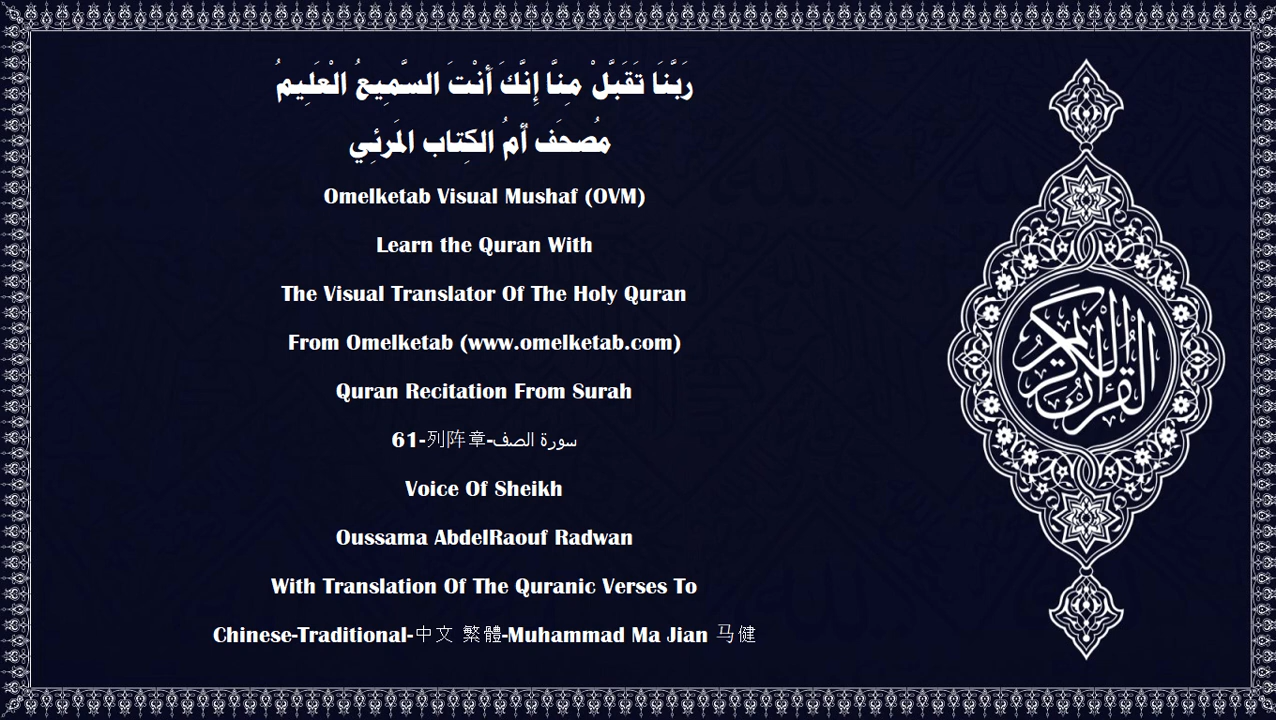 رَبَّنَا تَقَبَّلْ مِنَّا إِنَّكَ أَنْتَ السَّمِيعُ الْعَلِيمُ
مُصحَف أمُ الكِتاب المَرئِي
Omelketab Visual Mushaf (OVM)
Learn the Quran With
The Visual Translator Of The Holy Quran
From Omelketab (www.omelketab.com)
Quran Recitation From Surah
61-列阵章-سورة الصف
Voice Of Sheikh
Oussama AbdelRaouf Radwan
With Translation Of The Quranic Verses To
Chinese-Traditional-中文 繁體-Muhammad Ma Jian 马健
القرآن الكريم